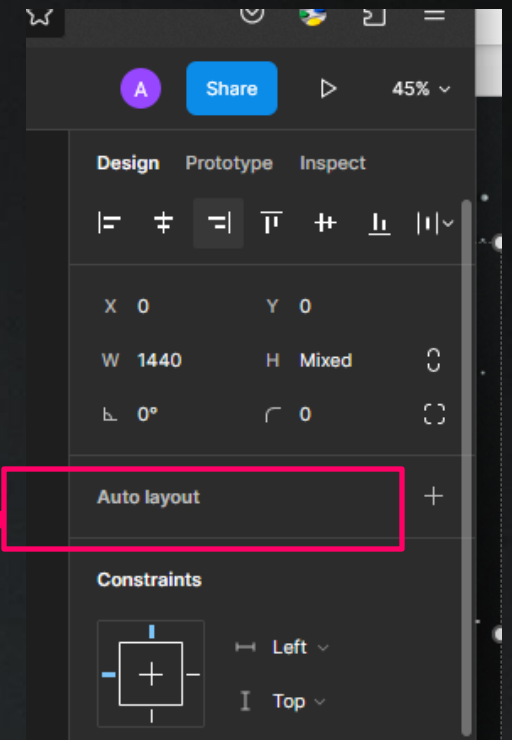 A Share 45%
Design Prototype Inspect
X 0 Y 0
W 1440 H Mixed
0° 0
Auto layout
Constraints
Left
Top